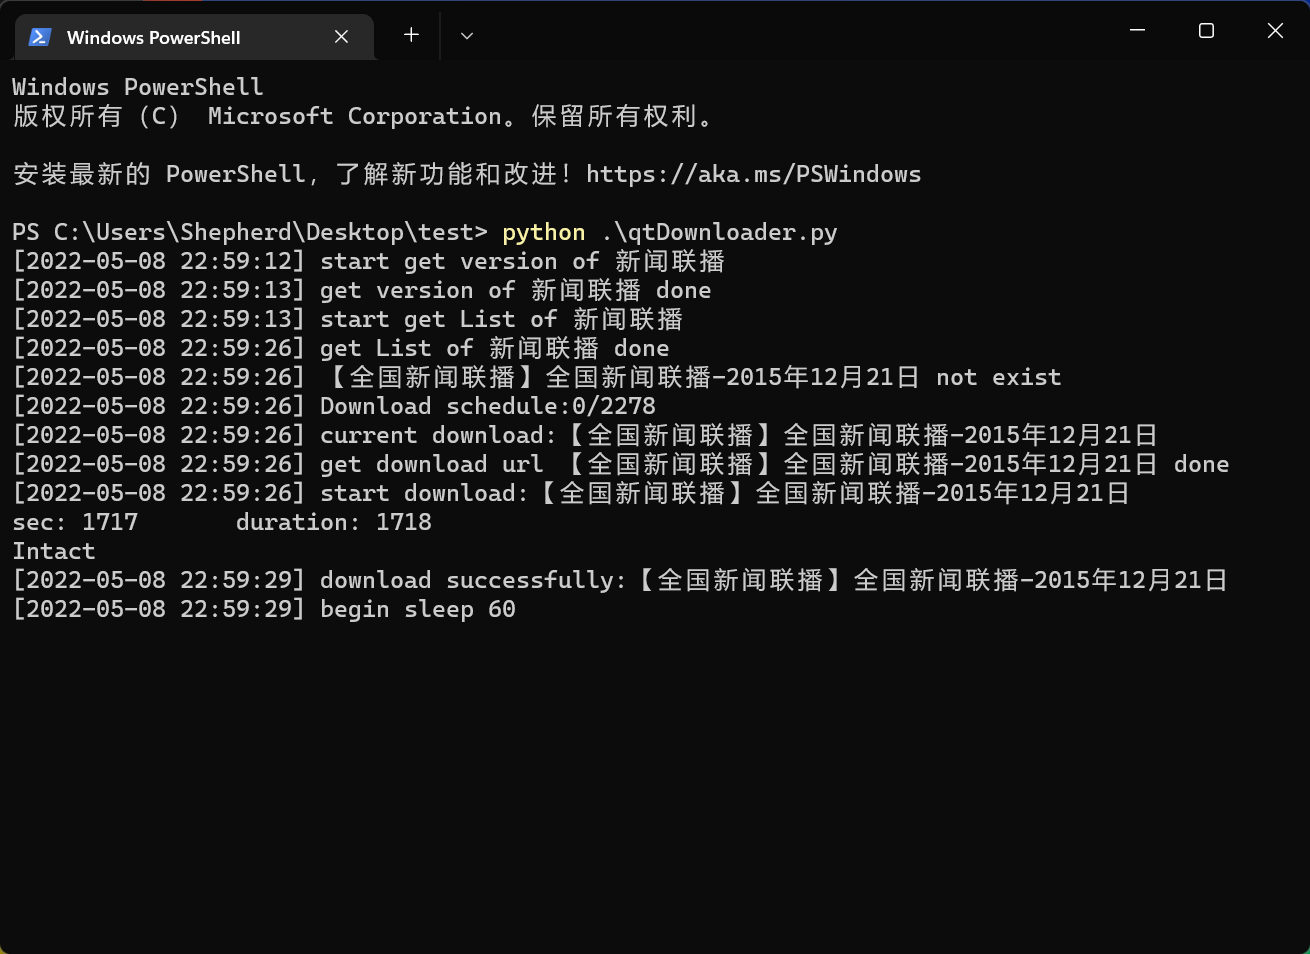 Windows PowerShell
Windows PowerShell
版权所有（C） Microsoft Corporation。保留所有权利。
安装最新的 PowerShell，了解新功能和改进！https://aka.ms/PSWindows
PS C:\Users\Shepherd\Desktop\test> python .\qtDownloader.py
[2022-05-08 22:59:12] start get version of 新闻联播
[2022-05-08 22:59:13] get version of 新闻联播 done
[2022-05-08 22:59:13] start get List of 新闻联播
[2022-05-08 22:59:26] get List of 新闻联播 done
[2022-05-08 22:59:26] 【全国新闻联播】全国新闻联播-2015年12月21日 not exist
[2022-05-08 22:59:26] Download schedule:0/2278
[2022-05-08 22:59:26] current download:【全国新闻联播】全国新闻联播-2015年12月21日
[2022-05-08 22:59:26] get download url 【全国新闻联播】全国新闻联播-2015年12月21日 done
[2022-05-08 22:59:26] start download:【全国新闻联播】全国新闻联播-2015年12月21日
sec: 1717       duration: 1718
Intact
[2022-05-08 22:59:29] download successfully:【全国新闻联播】全国新闻联播-2015年12月21日
[2022-05-08 22:59:29] begin sleep 60